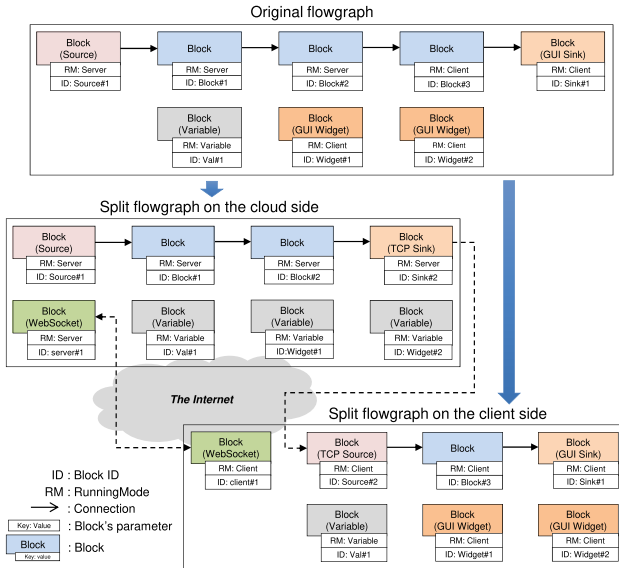 Original flowgraph
Block
(Source)
RM: Server
ID: Source#1
Block
RM: Server
ID: Block#1
Block
RM: Server
ID: Block#2
Block
RM: Client
ID: Block#3
Block
(GUI Sink)
RM: Client
ID: Sink#1
Block
(Variable)
RM: Variable
ID: Val#1
Block
(GUI Widget)
RM: Client
ID: Widget#1
Block
(GUI Widget)
RM: Client
ID: Widget#2
Split flowgraph on the cloud side
Block
(Source)
RM: Server
ID: Source#1
Block
RM: Server
ID: Block#1
Block
RM: Server
ID: Block#2
Block
(TCP Sink)
RM: Server
ID: Sink#2
Block
(WebSocket)
RM: Server
ID: server#1
Block
(Variable)
RM: Variable
ID: Val#1
Block
(Variable)
RM: Variable
ID:Widget#1
Block
(Variable)
RM: Variable
ID: Widget#2
The Internet
Split flowgraph on the client side
Block
(WebSocket)
RM: Client
ID: client#1
Block
(TCP Source)
RM: Client
ID: Source#2
Block
RM: Client
ID: Block#3
Block
(GUI Sink)
RM: Client
ID: Sink#1
Block
(Variable)
RM: Variable
ID: Val#1
Block
(GUI Widget)
RM: Client
ID: Widget#1
Block
(GUI Widget)
RM: Client
ID: Widget#2
ID : Block ID
RM : RunningMode
: Connection
Key: Value : Block's parameter
Block : Block
Key: value